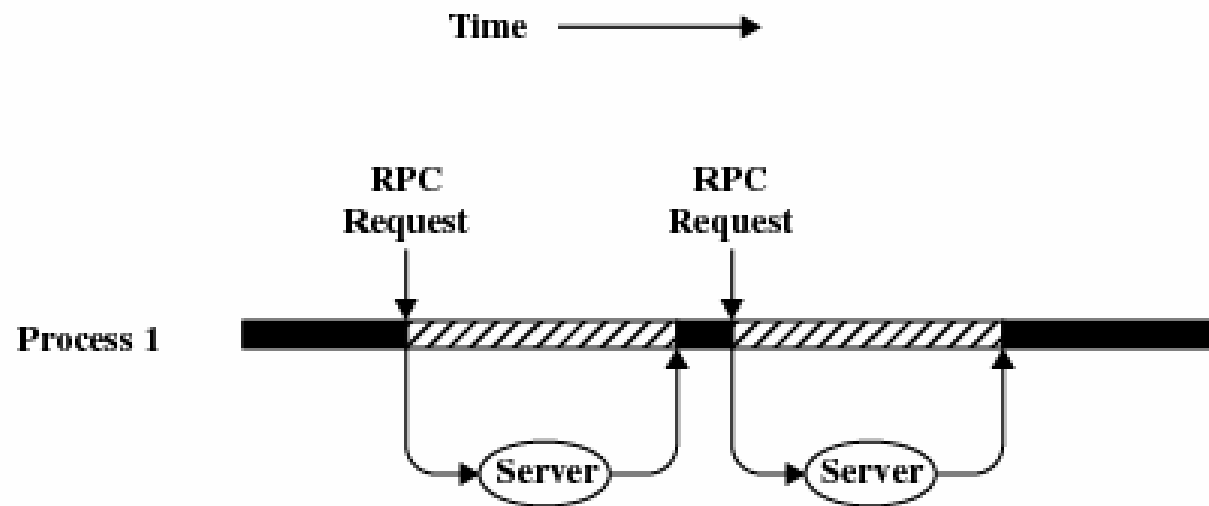 Time
RPC
Request
RPC
Request
Process 1
Server
Server